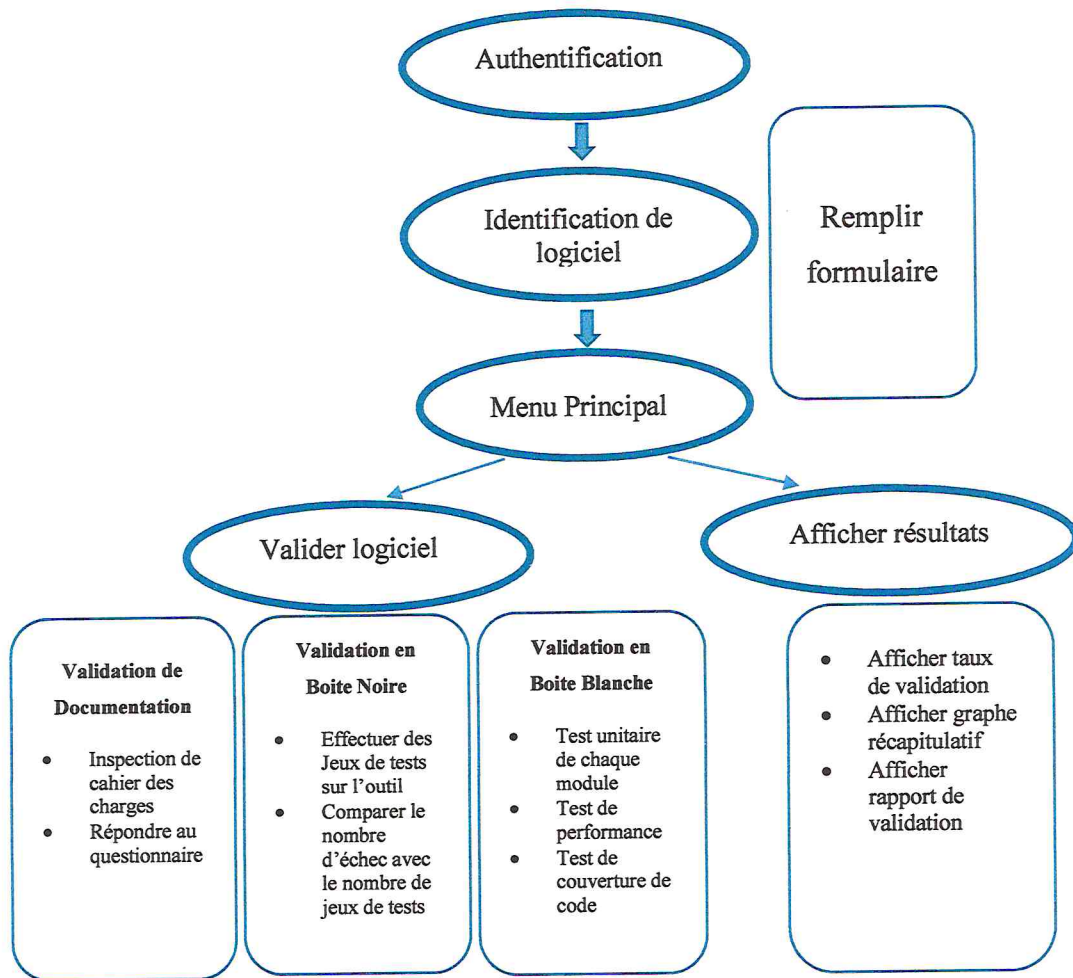 Authentification
Identification de
logiciel
Remplir
formulaire
Menu Principal
Valider logiciel
Afficher résultats
Validation de
Documentation
• Inspection de
cahier des
charges
• Répondre au
questionnaire
Validation en
Boite Noire
• Effectuer des
Jeux de tests
sur l'outil
• Comparer le
nombre
d'échec avec
le nombre de
jeux de tests
Validation en
Boite Blanche
• Test unitaire
de chaque
module
• Test de
performance
• Test de
couverture de
code
• Afficher taux
de validation
• Afficher graphe
récapitulatif
• Afficher
rapport de
validation